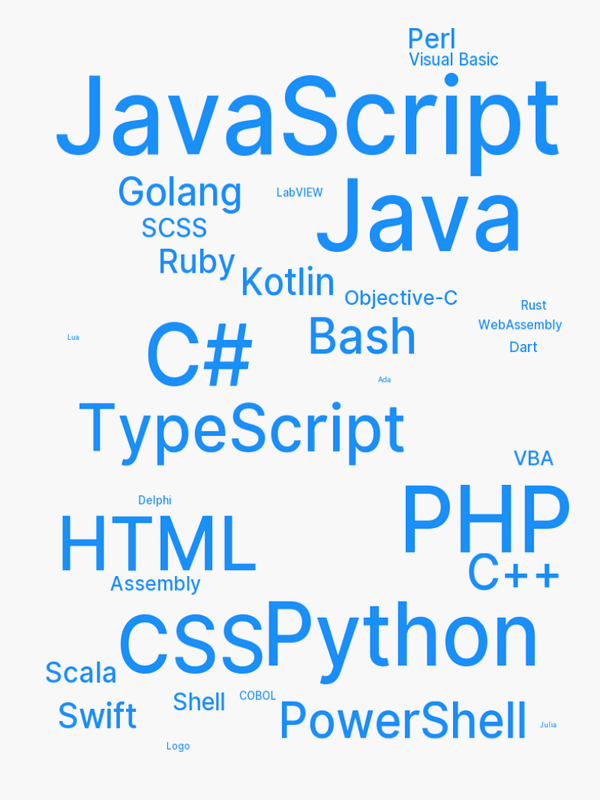 Perl
Visual Basic
JavaScript
Golang
LabVIEW
Java
SCSS
Ruby
Kotlin
Objective-C
Rust
WebAssembly
Bash
Lua
C#
Dart
Ada
TypeScript
VBA
Delphi
PHP
HTML
C++
Assembly
CSS
Python
Scala
Shell
COBOL
Swift
PowerShell
Julia
Logo